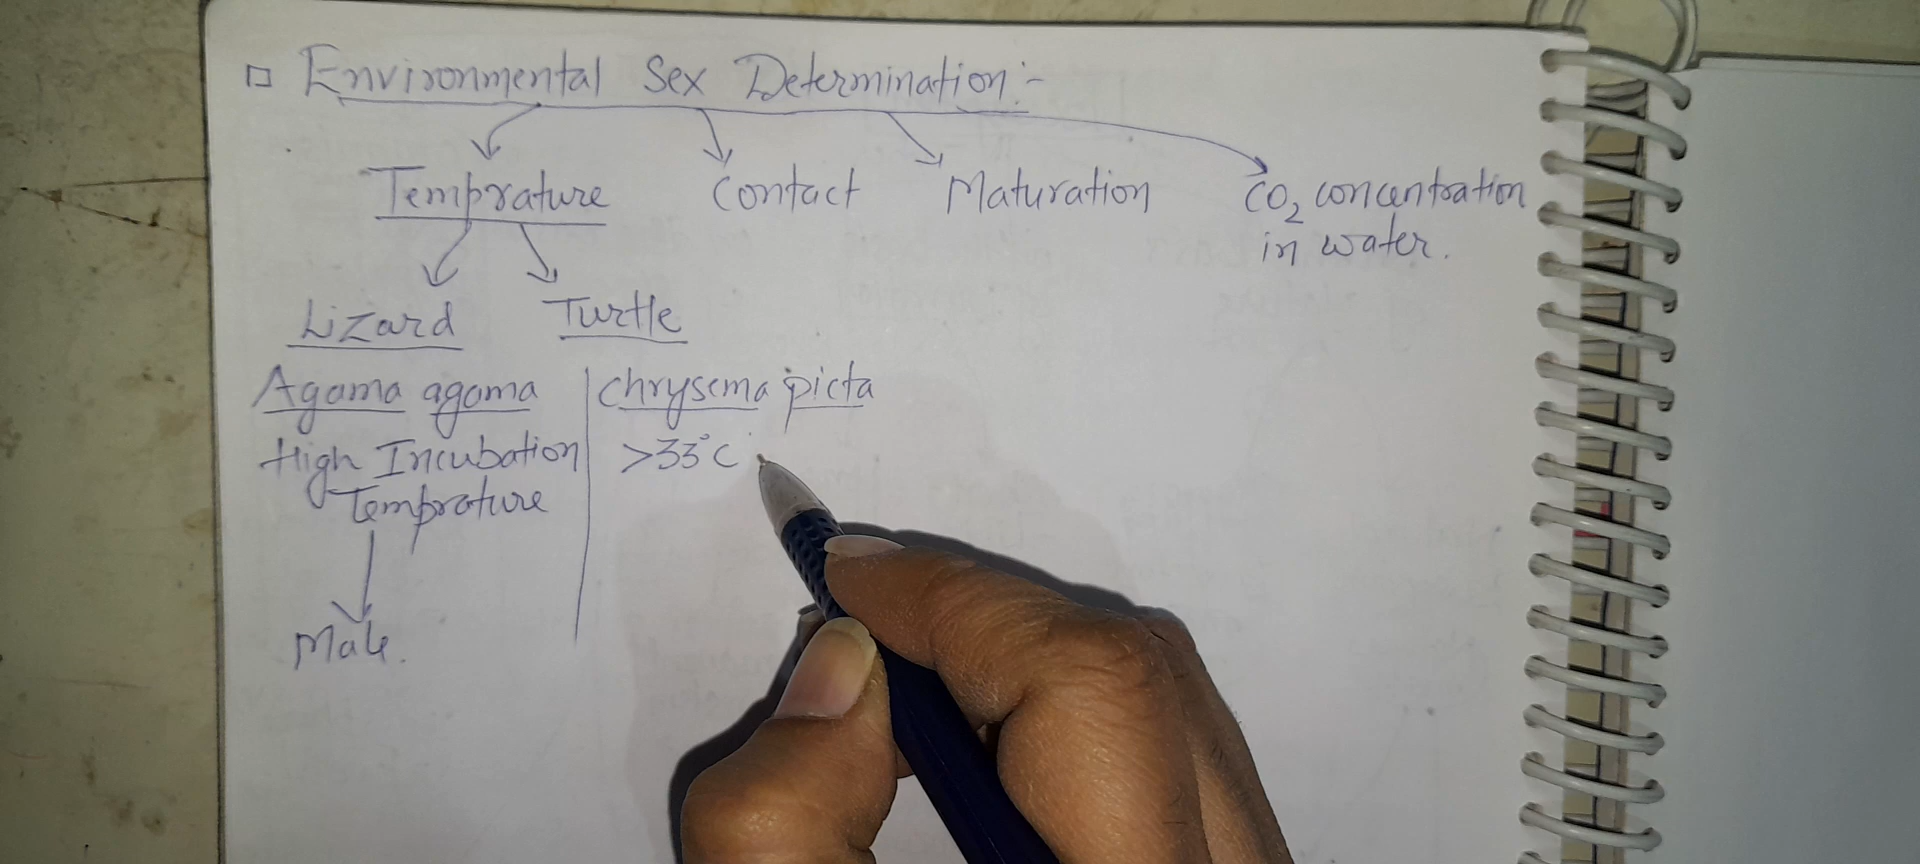 □ Environmental Sex Determination:-
Temprature Contact Maturation CO₂ concentration
in water.
Lizard Turtle
Agama agama Chrysema picta
High Incubation >33°C
Temprature
Male.